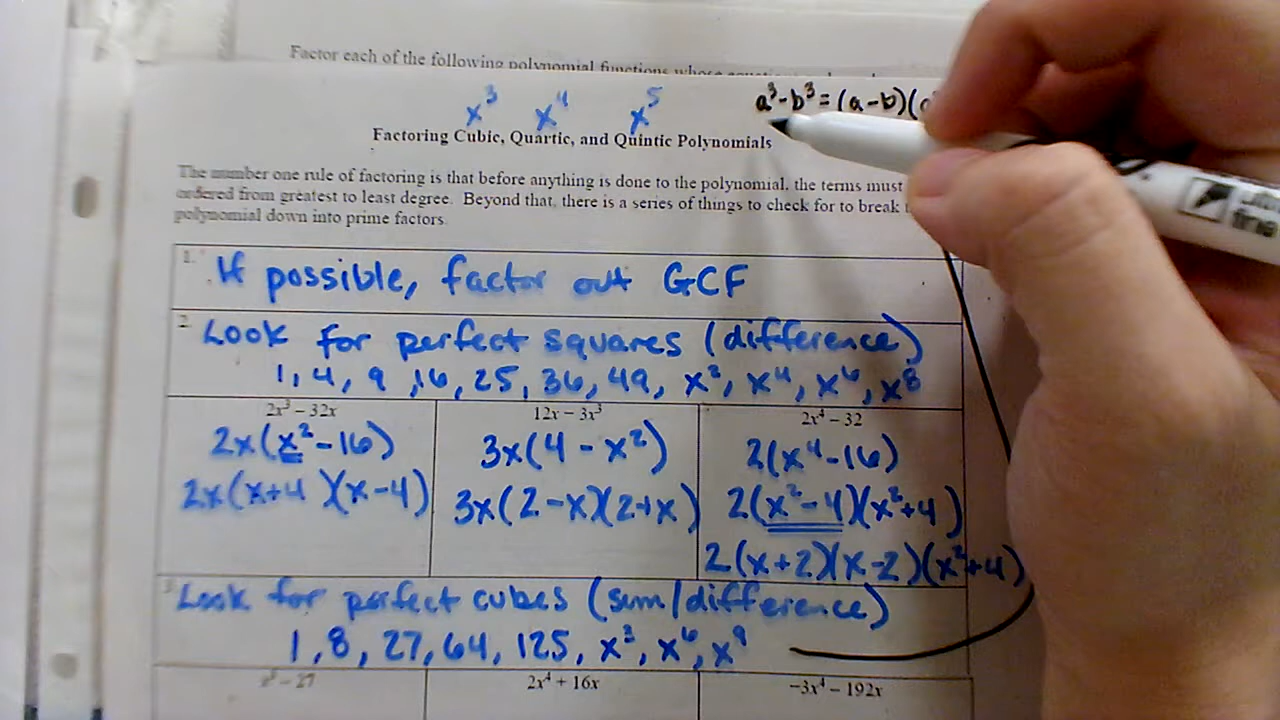 Factor each of the following polynomial functions whose
x³ x⁴ x⁵
a³-b³=(a-b)(
Factoring Cubic, Quartic, and Quintic Polynomials
The number one rule of factoring is that before anything is done to the polynomial, the terms must
ordered from greatest to least degree. Beyond that, there is a series of things to check for to break
polynomial down into prime factors.
1. If possible, factor out GCF
2. Look for perfect squares (difference)
1, 4, 9, 16, 25, 36, 49, x², x⁴, x⁶, x⁸
2x³ – 32x
2x(x²-16)
2x(x+4)(x-4)
12x – 3x³
3x(4-x²)
3x(2-x)(2+x)
2x⁴ – 32
2(x⁴-16)
2(x²-4)(x²+4)
2(x+2)(x-2)(x²+4)
3. Look for perfect cubes (sum/difference)
1, 8, 27, 64, 125, x³, x⁶, x⁹
x³ – 27
2x⁴ + 16x
–3x⁴ – 192x